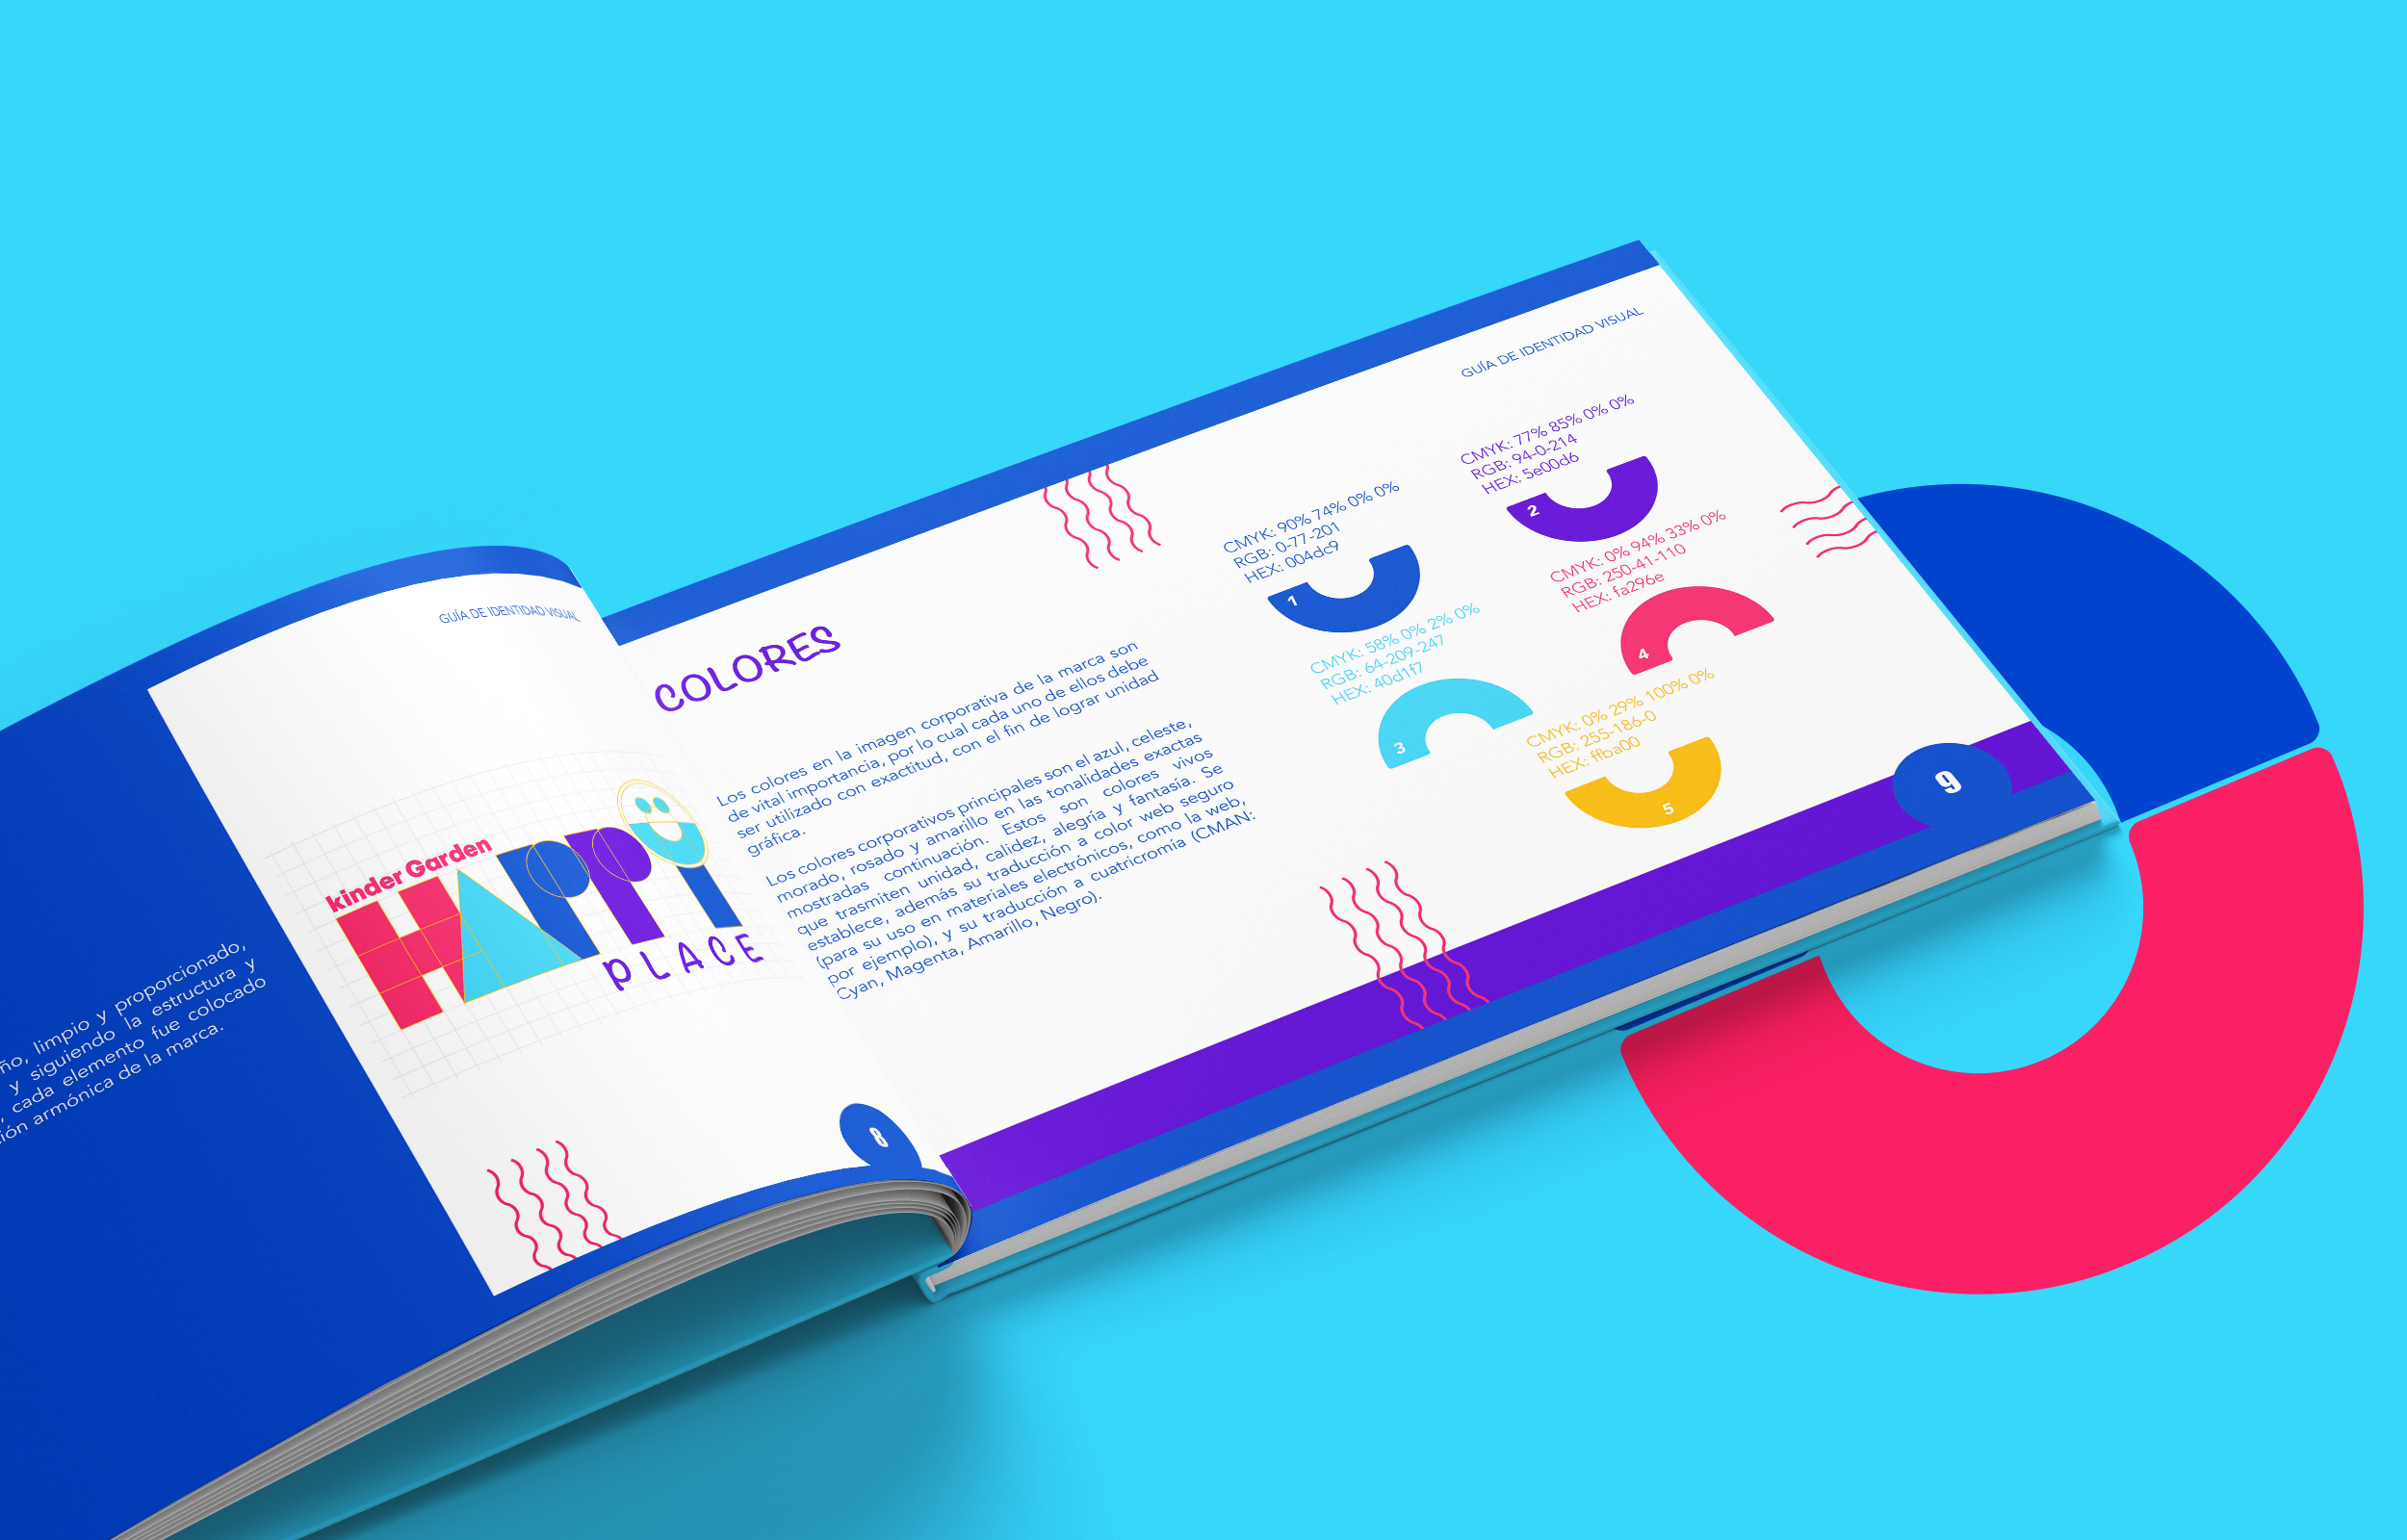 ño, limpio y proporcionado,
y siguiendo la estructura y
, cada elemento fue colocado
ión armónica de la marca.
GUÍA DE IDENTIDAD VISUAL
kinder Garden
HAPPY
PLACE
8
COLORES
Los colores en la imagen corporativa de la marca son
de vital importancia, por lo cual cada uno de ellos debe
ser utilizado con exactitud, con el fin de lograr unidad
gráfica.
Los colores corporativos principales son el azul, celeste,
morado, rosado y amarillo en las tonalidades exactas
mostradas continuación. Estos son colores vivos
que trasmiten unidad, calidez, alegría y fantasía. Se
establece, además su traducción a color web seguro
(para su uso en materiales electrónicos, como la web,
por ejemplo), y su traducción a cuatricromía (CMAN:
Cyan, Magenta, Amarillo, Negro).
GUÍA DE IDENTIDAD VISUAL
CMYK: 90% 74% 0% 0%
RGB: 0-77-201
HEX: 004dc9
1
CMYK: 77% 85% 0% 0%
RGB: 94-0-214
HEX: 5e00d6
2
CMYK: 58% 0% 2% 0%
RGB: 64-209-247
HEX: 40d1f7
3
CMYK: 0% 94% 33% 0%
RGB: 250-41-110
HEX: fa296e
4
CMYK: 0% 29% 100% 0%
RGB: 255-186-0
HEX: ffba00
5
9